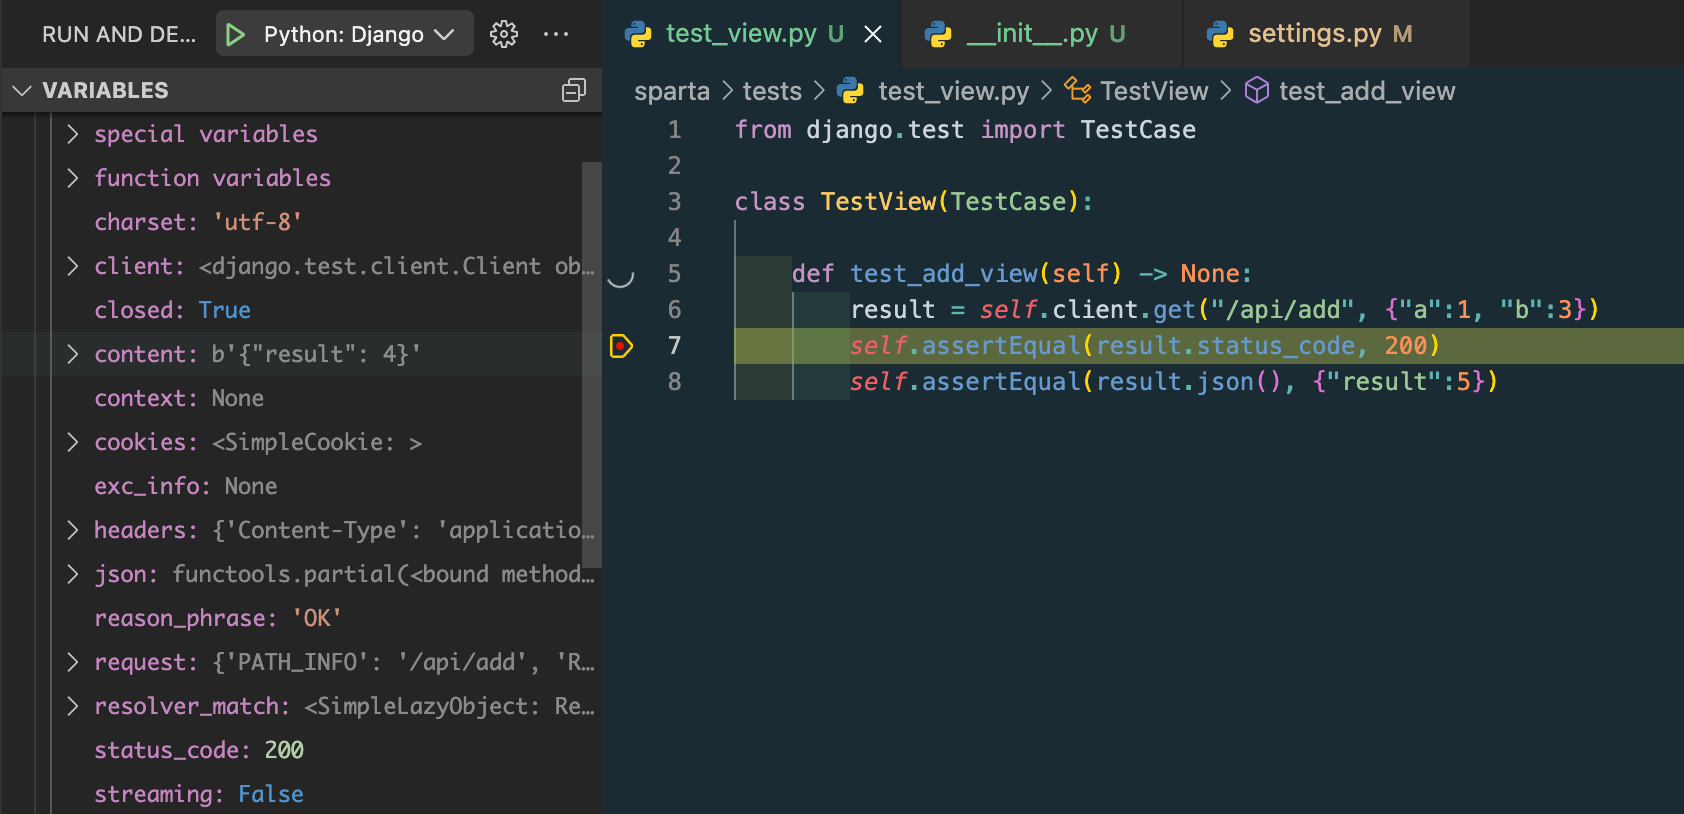 RUN AND DE...
Python: Django
VARIABLES
special variables
function variables
charset: 'utf-8'
client: <django.test.client.Client ob...
closed: True
content: b'{"result": 4}'
context: None
cookies: <SimpleCookie: >
exc_info: None
headers: {'Content-Type': 'applicatio...
json: functools.partial(<bound method...
reason_phrase: 'OK'
request: {'PATH_INFO': '/api/add', 'R...
resolver_match: <SimpleLazyObject: Re...
status_code: 200
streaming: False
test_view.py U
__init__.py U
settings.py M
sparta > tests > test_view.py > TestView > test_add_view
1 from django.test import TestCase
2
3 class TestView(TestCase):
4
5 def test_add_view(self) -> None:
6 result = self.client.get("/api/add", {"a":1, "b":3})
7 self.assertEqual(result.status_code, 200)
8 self.assertEqual(result.json(), {"result":5})